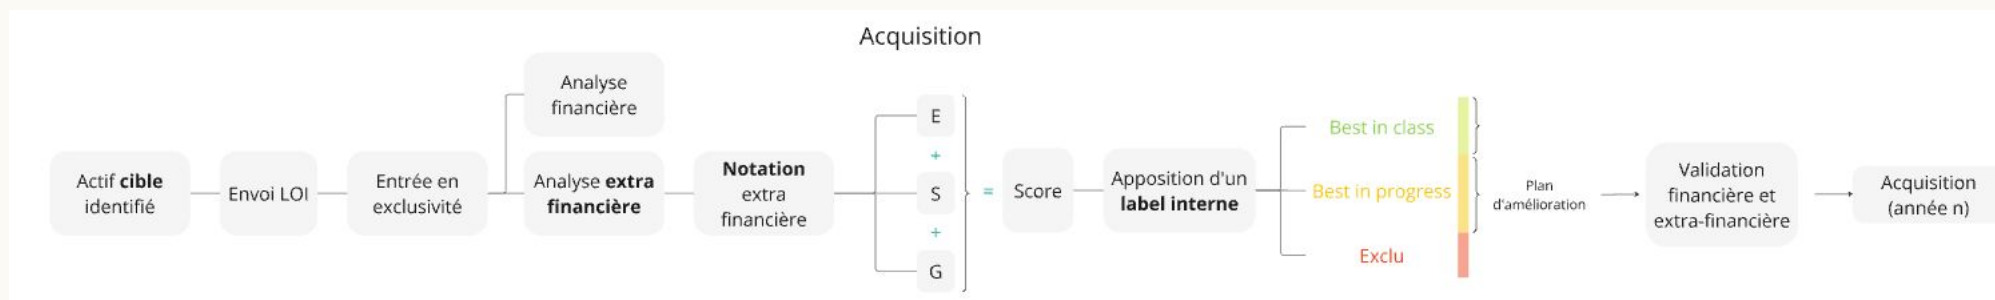 Acquisition
Actif cible
identifié
Envoi LOI
Entrée en
exclusivité
Analyse
financière
Analyse extra
financière
Notation
extra
financière
E
+
S
+
G
=
Score
Apposition d'un
label interne
Best in class
Best in progress
Exclu
Plan
d'amélioration
Validation
financière et
extra-financière
Acquisition
(année n)